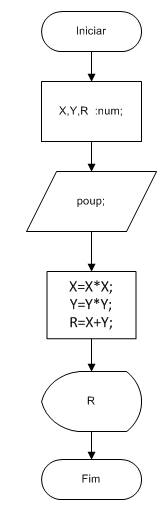 Iniciar
X,Y,R :num;
poup;
X=X*X;
Y=Y*Y;
R=X+Y;
R
Fim